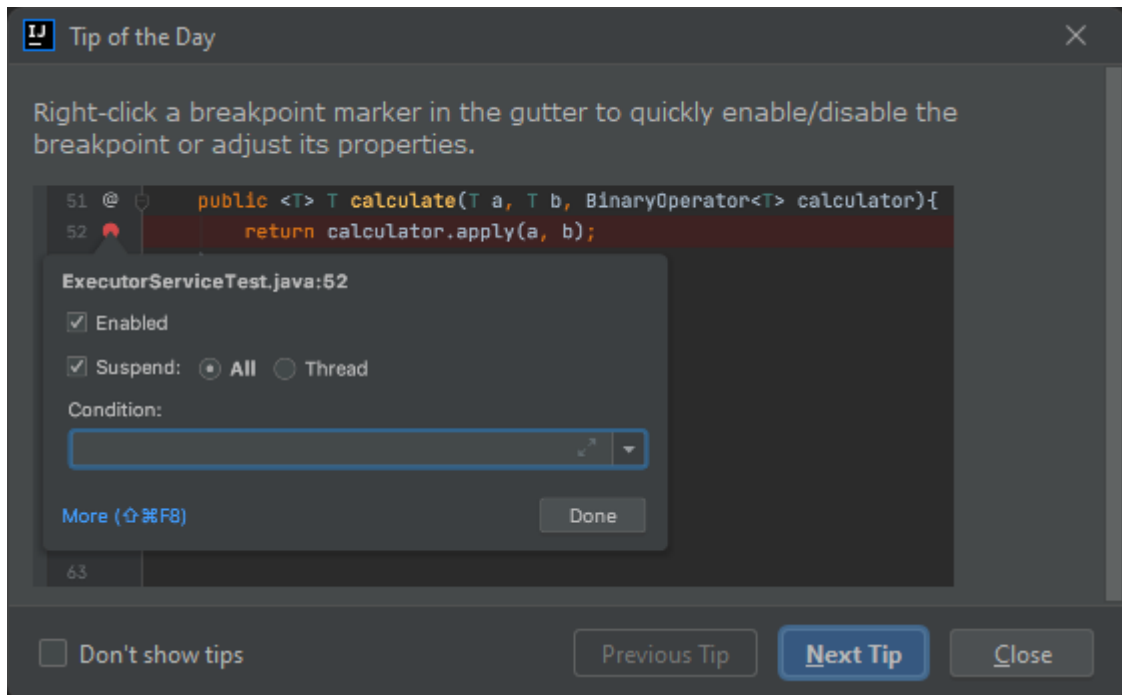 IJ Tip of the Day
Right-click a breakpoint marker in the gutter to quickly enable/disable the
breakpoint or adjust its properties.
51 @ public <T> T calculate(T a, T b, BinaryOperator<T> calculator){
52 return calculator.apply(a, b);
ExecutorServiceTest.java:52
Enabled
Suspend: All Thread
Condition:
More (⇧⌘F8) Done
63
Don't show tips Previous Tip Next Tip Close